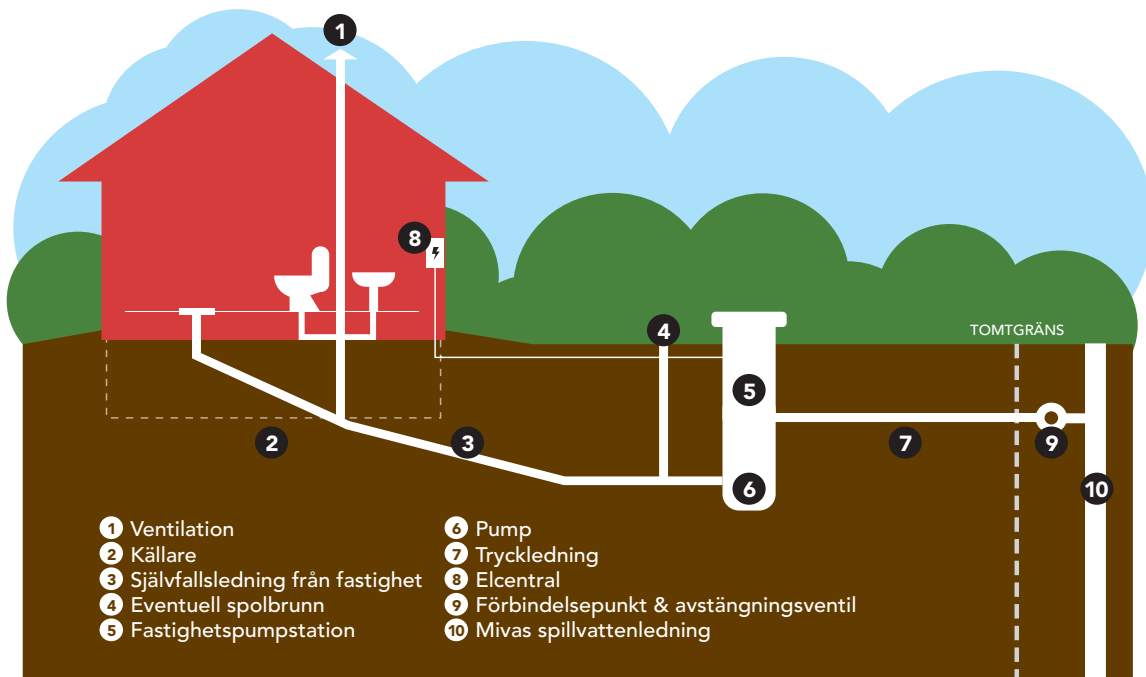 1
8
TOMTGRÄNS
4
5
2
3
7
9
6
10
1 Ventilation
2 Källare
3 Självfallsledning från fastighet
4 Eventuell spolbrunn
5 Fastighetspumpstation
6 Pump
7 Tryckledning
8 Elcentral
9 Förbindelsepunkt & avstängningsventil
10 Mivas spillvattenledning